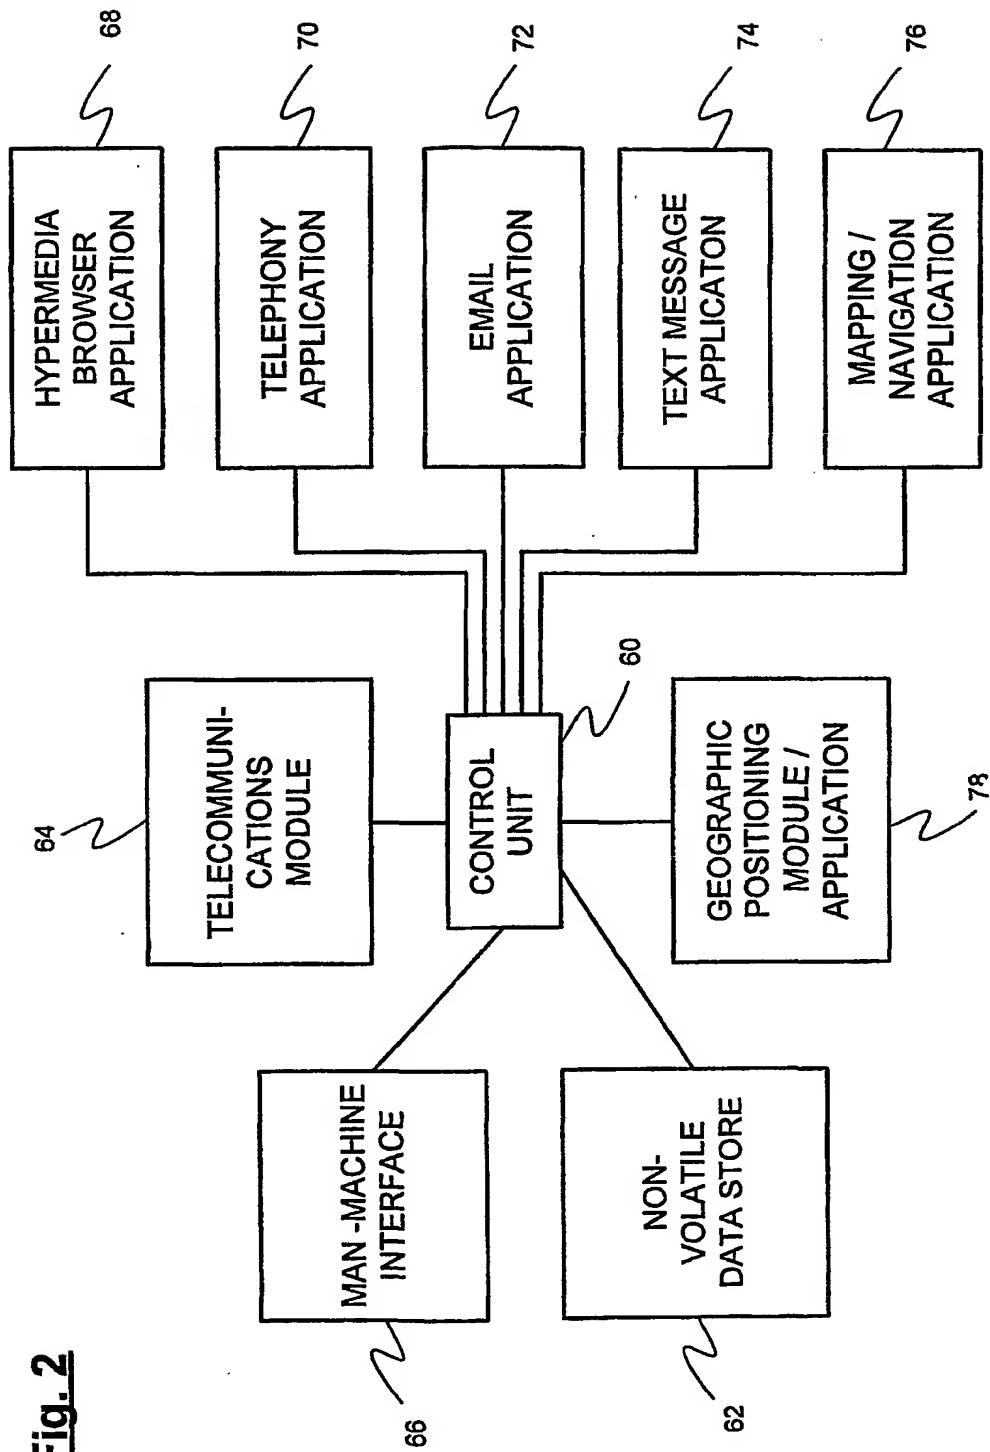 68
HYPERMEDIA
BROWSER
APPLICATION
70
TELEPHONY
APPLICATION
72
EMAIL
APPLICATION
74
TEXT MESSAGE
APPLICATON
76
MAPPING /
NAVIGATION
APPLICATION
64
TELECOMMUNI-
CATIONS
MODULE
60
CONTROL
UNIT
GEOGRAPHIC
POSITIONING
MODULE /
APPLICATION
78
MAN -MACHINE
INTERFACE
66
NON-
VOLATILE
DATA STORE
62
Fig. 2